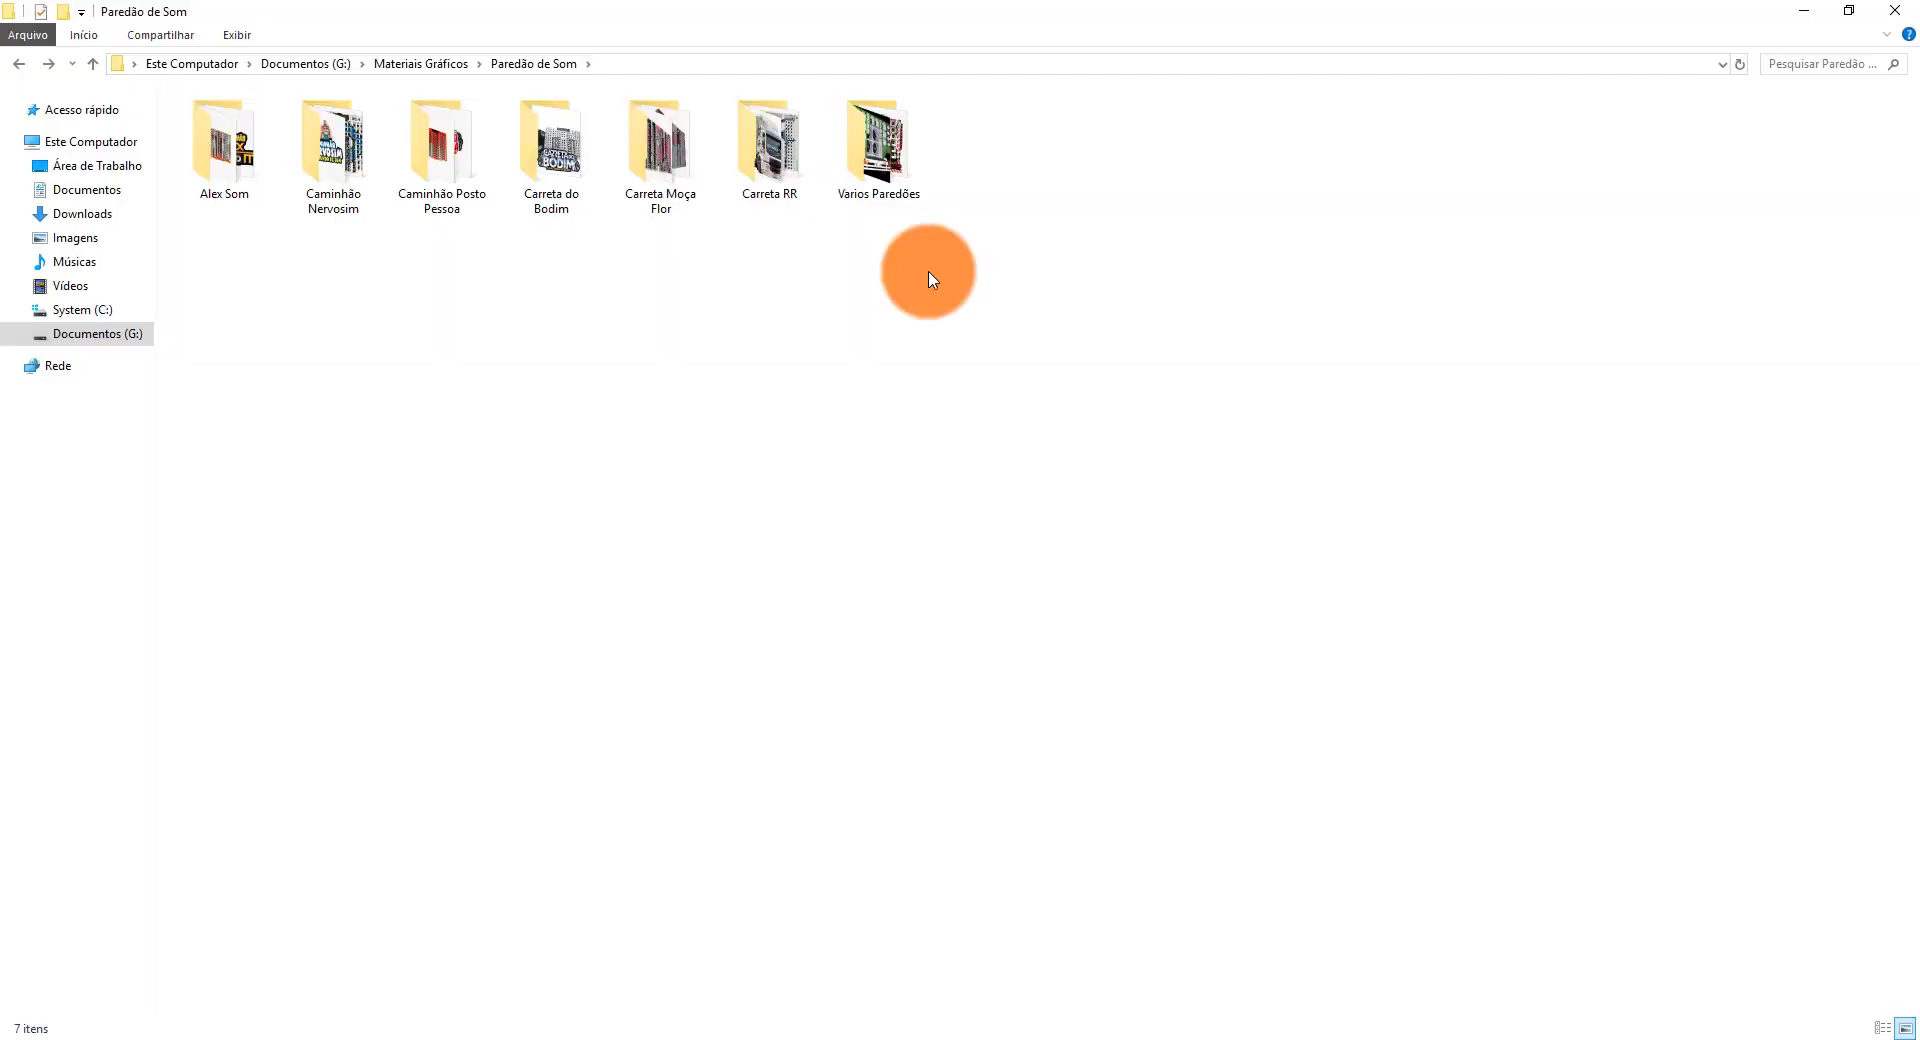 Paredão de Som
Arquivo
Início
Compartilhar
Exibir
Este Computador
Documentos (G:)
Materiais Gráficos
Paredão de Som
Pesquisar Paredão ...
Acesso rápido
Este Computador
Área de Trabalho
Documentos
Downloads
Imagens
Músicas
Vídeos
System (C:)
Documentos (G:)
Rede
Alex Som
Caminhão
Nervosim
Caminhão Posto
Pessoa
Carreta do
Bodim
Carreta Moça
Flor
Carreta RR
Varios Paredões
7 itens